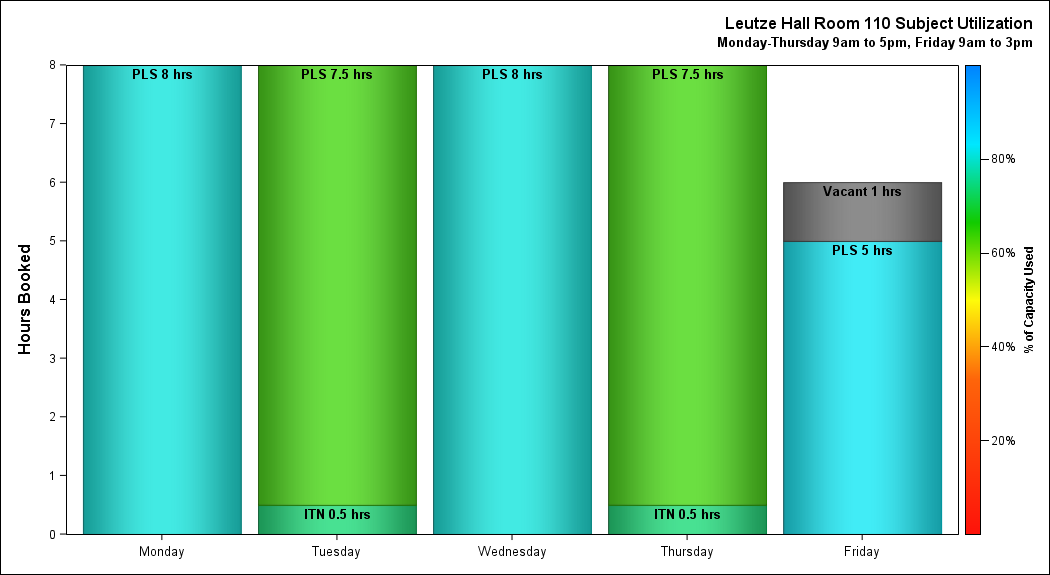 Leutze Hall Room 110 Subject Utilization
Monday-Thursday 9am to 5pm, Friday 9am to 3pm
Hours Booked
8
7
6
5
4
3
2
1
0
PLS 8 hrs
PLS 7.5 hrs
PLS 8 hrs
PLS 7.5 hrs
Vacant 1 hrs
PLS 5 hrs
ITN 0.5 hrs
ITN 0.5 hrs
Monday
Tuesday
Wednesday
Thursday
Friday
80%
60%
40%
20%
% of Capacity Used